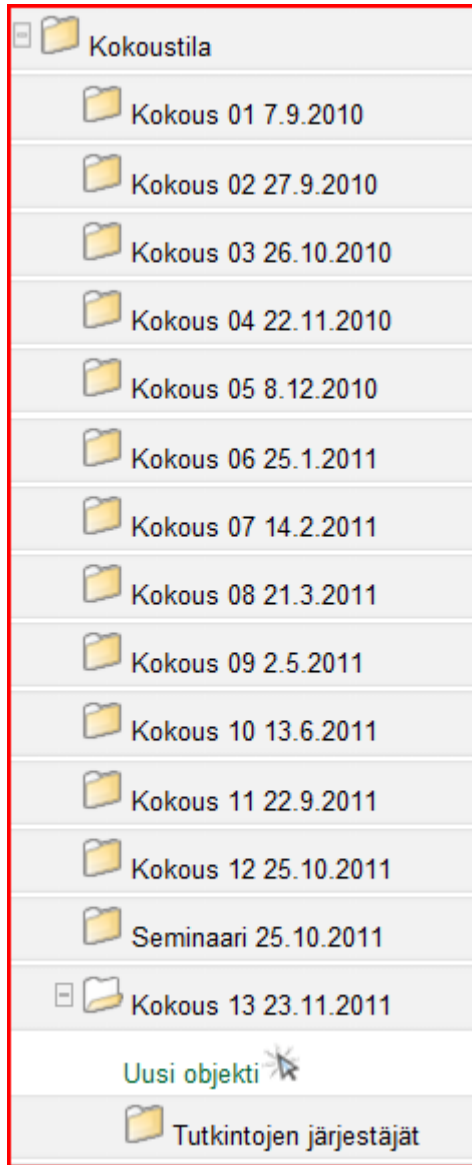 Kokoustila
Kokous 01 7.9.2010
Kokous 02 27.9.2010
Kokous 03 26.10.2010
Kokous 04 22.11.2010
Kokous 05 8.12.2010
Kokous 06 25.1.2011
Kokous 07 14.2.2011
Kokous 08 21.3.2011
Kokous 09 2.5.2011
Kokous 10 13.6.2011
Kokous 11 22.9.2011
Kokous 12 25.10.2011
Seminaari 25.10.2011
Kokous 13 23.11.2011
Uusi objekti
Tutkintojen järjestäjät